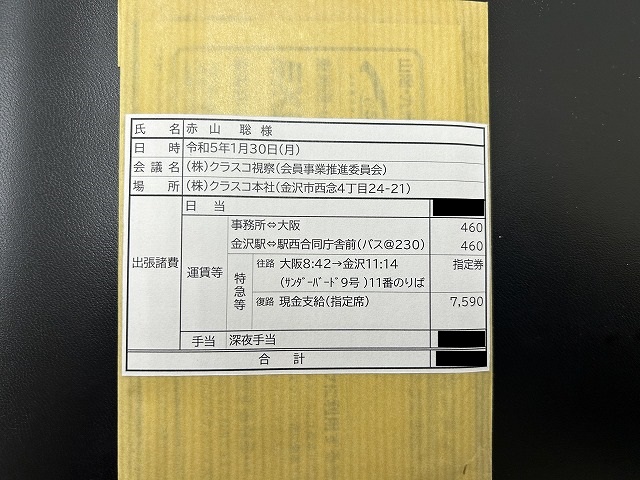 氏名 赤山 聡 様
日時 令和5年1月30日(月)
会議名 (株)クラスコ視察(会員事業推進委員会)
場所 (株)クラスコ本社(金沢市西念4丁目24-21)
出張諸費
日当
運賃等
事務所⇔大阪 460
金沢駅⇔駅西合同庁舎前(バス@230) 460
特急等
往路 大阪8:42→金沢11:14 指定券
(ｻﾝﾀﾞｰﾊﾞｰﾄﾞ9号)11番のりば
復路 現金支給(指定席) 7,590
手当 深夜手当
合計